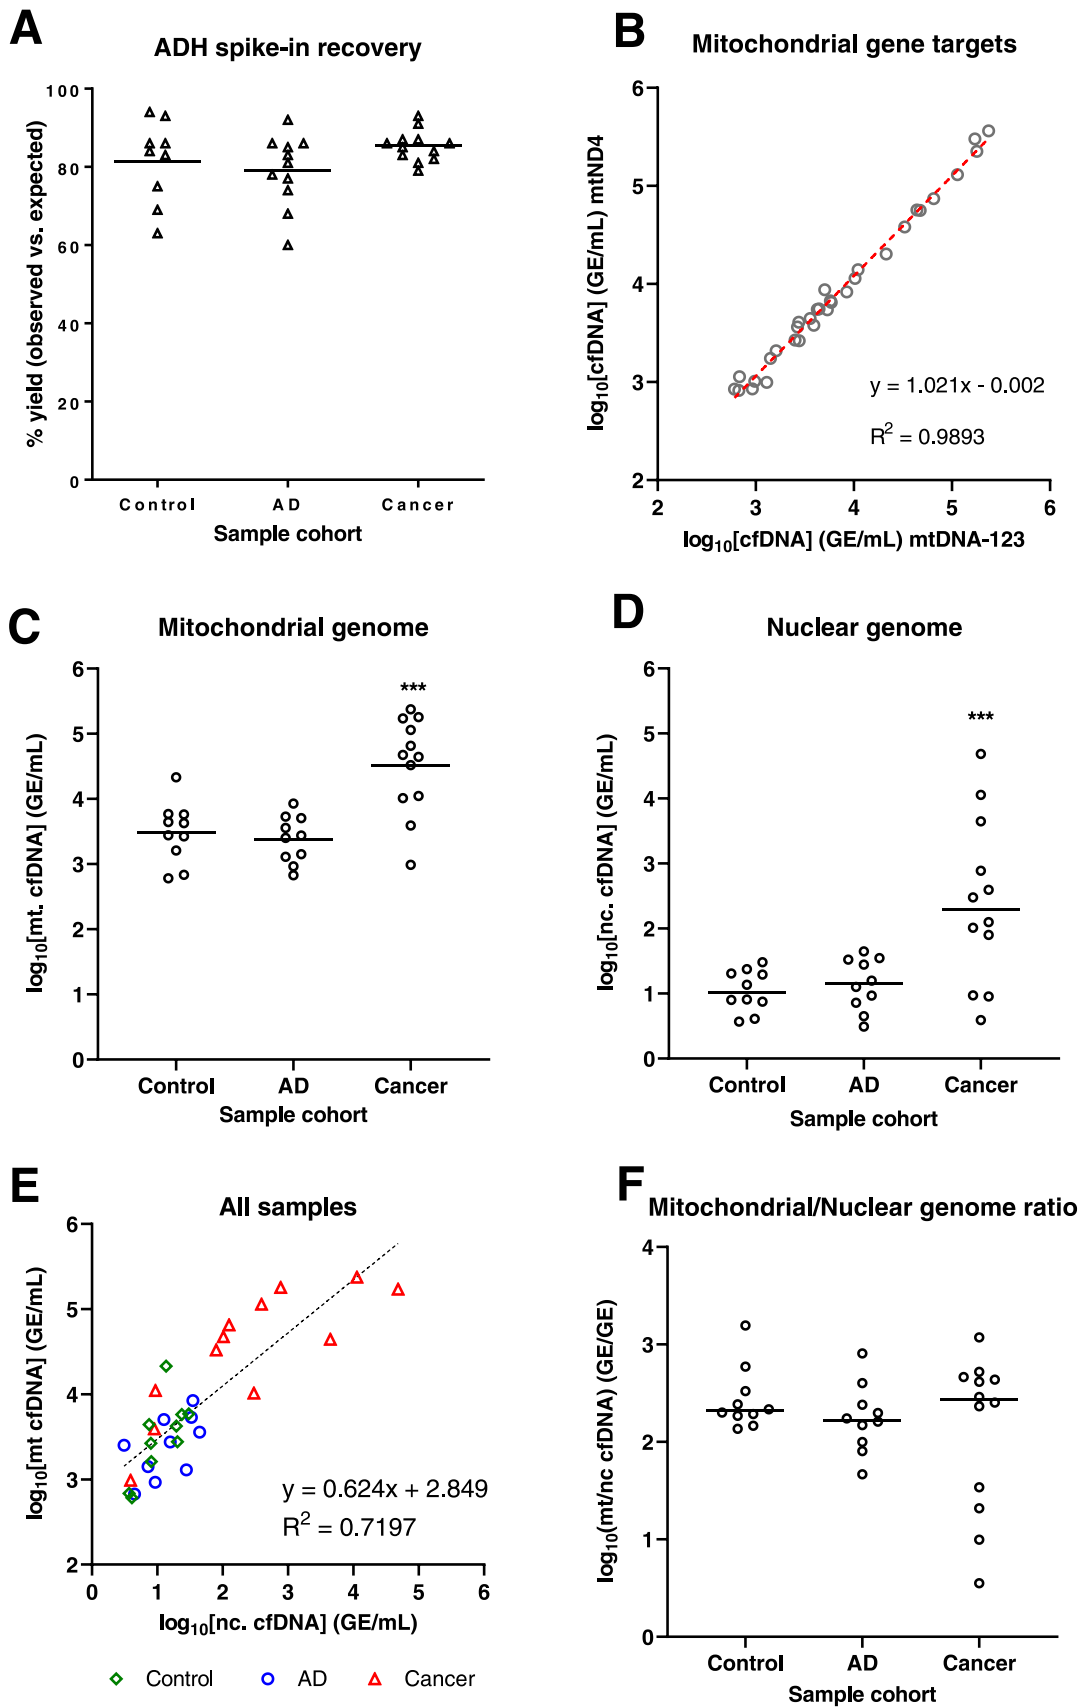 A
ADH spike-in recovery
% yield (observed vs. expected)
100
80
60
40
20
0
Control
AD
Cancer
Sample cohort
B
Mitochondrial gene targets
log10[cfDNA] (GE/mL) mtND4
6
5
4
3
2
y = 1.021x - 0.002
R2 = 0.9893
2
3
4
5
6
log10[cfDNA] (GE/mL) mtDNA-123
C
Mitochondrial genome
log10[mt. cfDNA] (GE/mL)
6
5
4
3
2
1
0
***
Control
AD
Cancer
Sample cohort
D
Nuclear genome
log10[nc. cfDNA] (GE/mL)
6
5
4
3
2
1
0
***
Control
AD
Cancer
Sample cohort
E
All samples
log10[mt cfDNA] (GE/mL)
6
5
4
3
2
y = 0.624x + 2.849
R2 = 0.7197
0
1
2
3
4
5
6
log10[nc. cfDNA] (GE/mL)
Control
AD
Cancer
F
Mitochondrial/Nuclear genome ratio
log10(mt/nc cfDNA) (GE/GE)
4
3
2
1
0
Control
AD
Cancer
Sample cohort